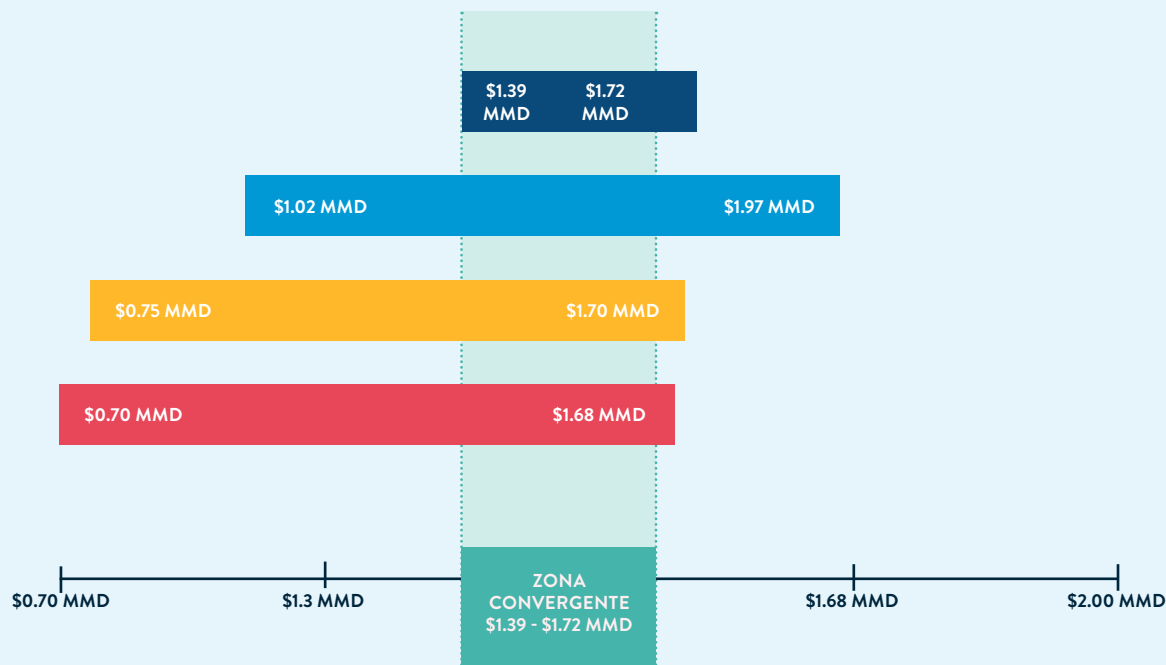 $1.39
MMD
$1.72
MMD
$1.02 MMD
$1.97 MMD
$0.75 MMD
$1.70 MMD
$0.70 MMD
$1.68 MMD
ZONA
CONVERGENTE
$1.39 - $1.72 MMD
$0.70 MMD
$1.3 MMD
$1.68 MMD
$2.00 MMD